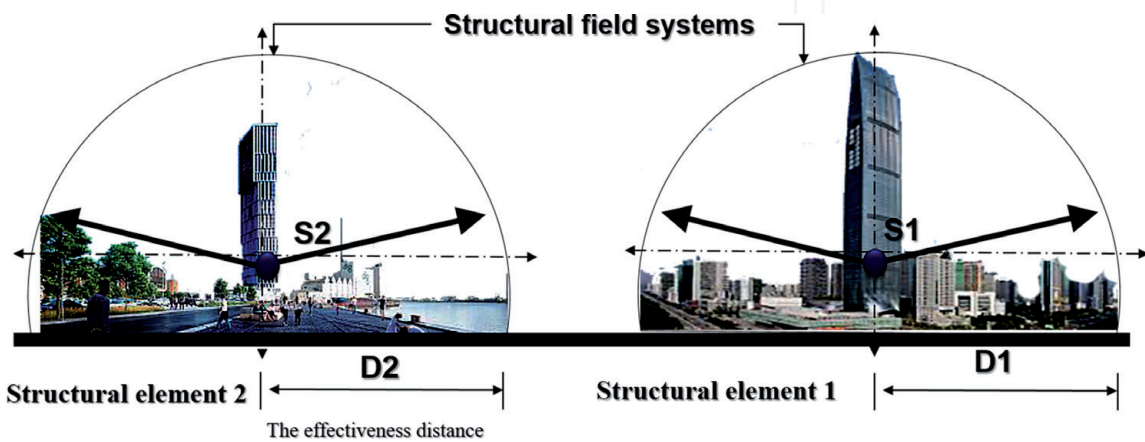 Structural field systems
S2
S1
D2
D1
Structural element 2
Structural element 1
The effectiveness distance